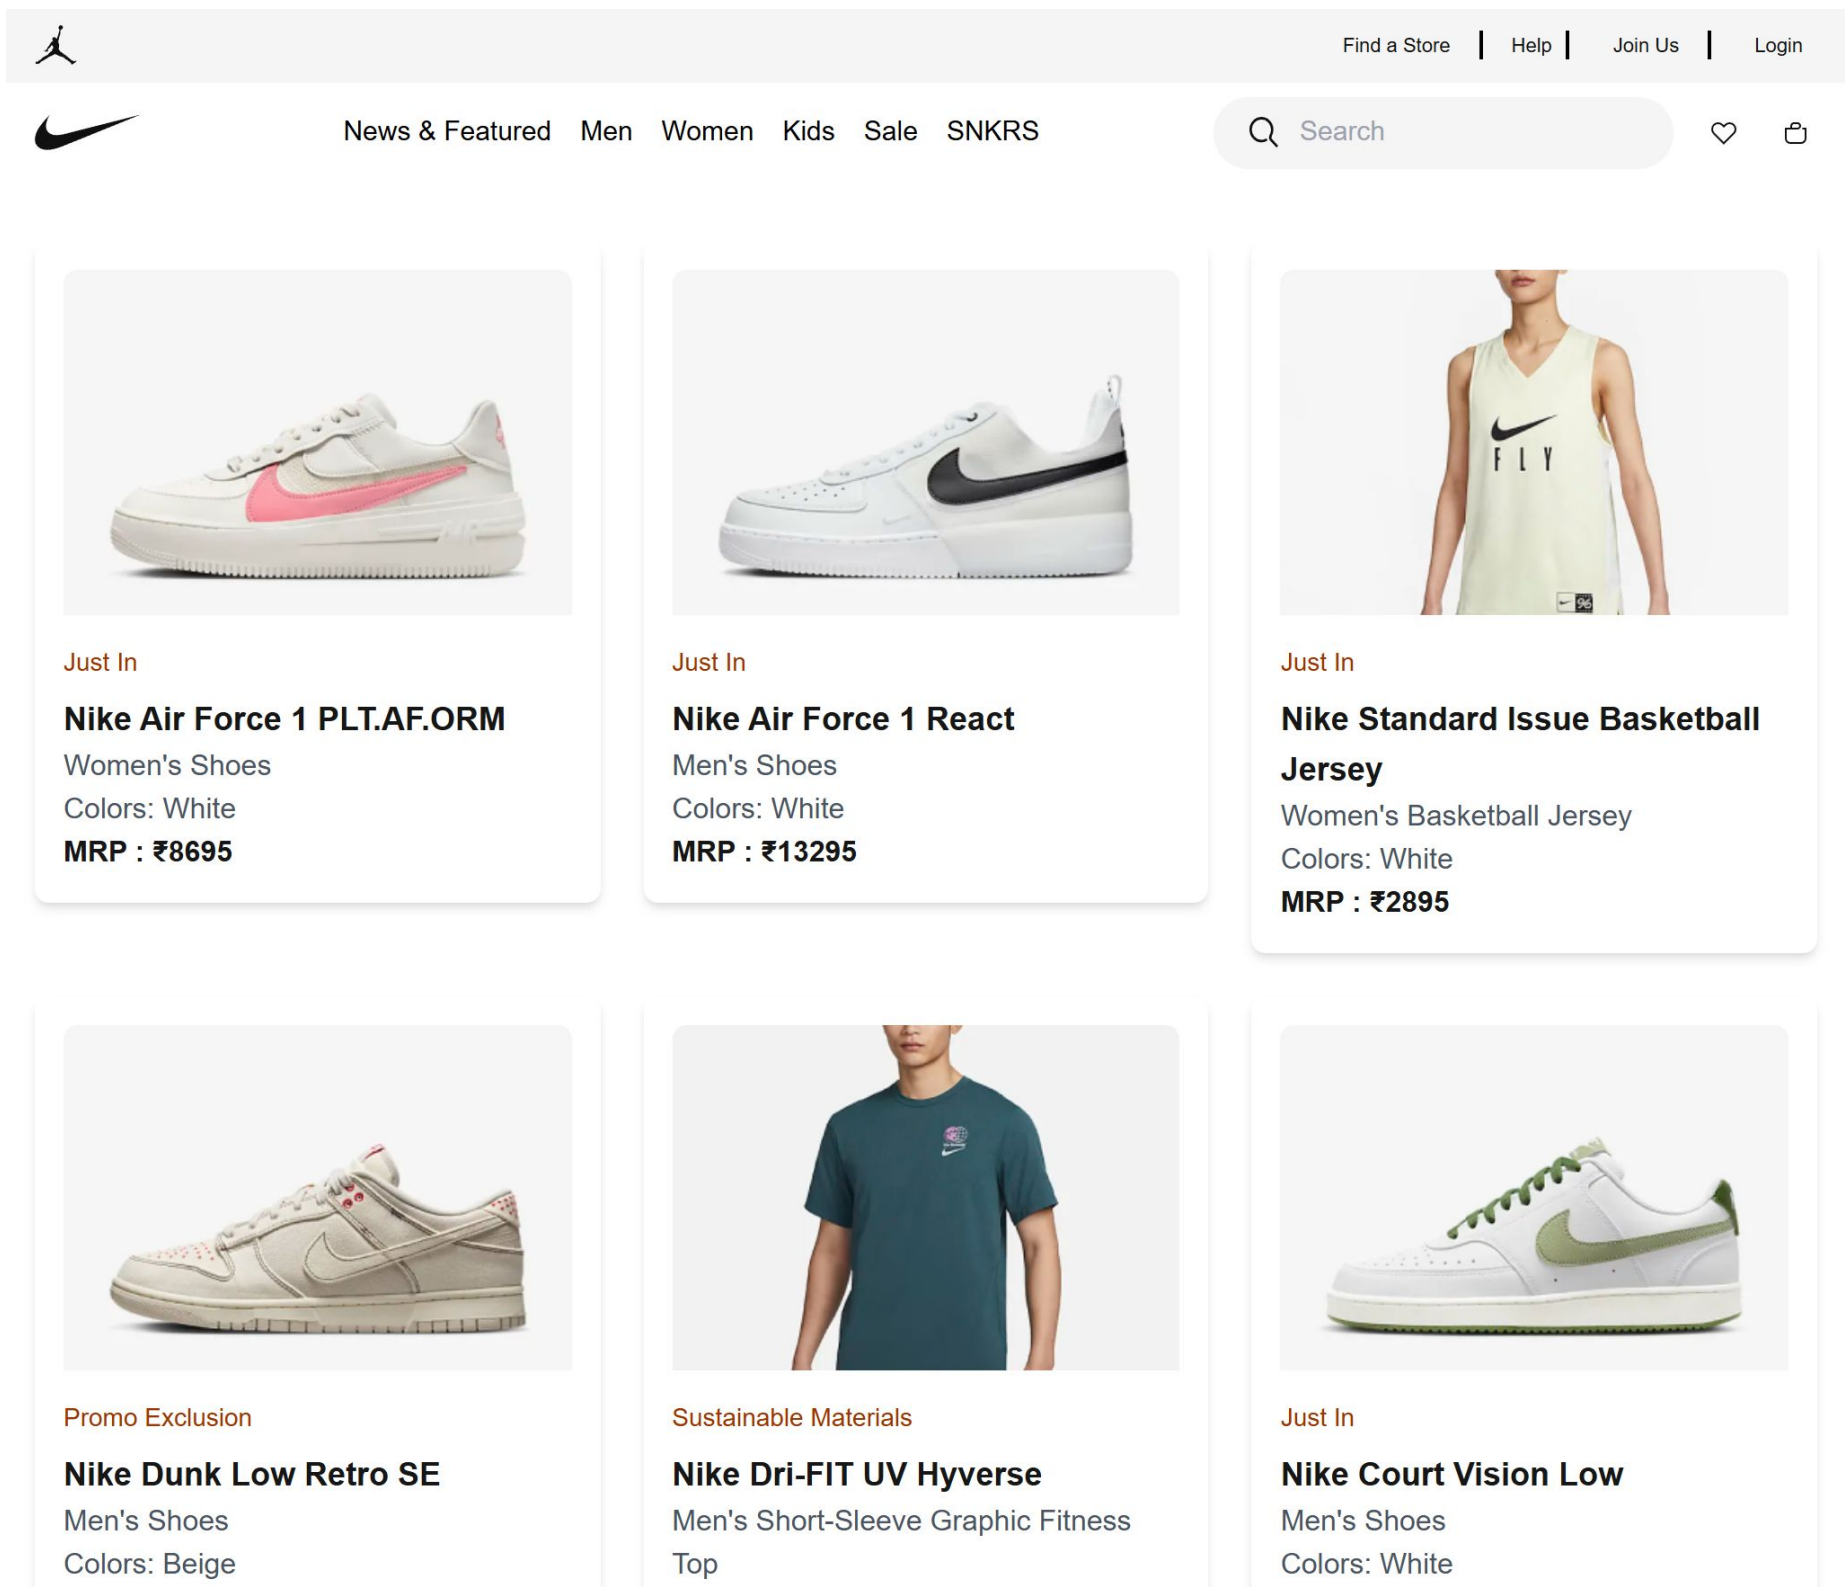 Find a Store
Help
Join Us
Login
News & Featured
Men
Women
Kids
Sale
SNKRS
Search
FLY
96
Just In
Nike Air Force 1 PLT.AF.ORM
Women's Shoes
Colors: White
MRP : ₹8695
Just In
Nike Air Force 1 React
Men's Shoes
Colors: White
MRP : ₹13295
Just In
Nike Standard Issue Basketball
Jersey
Women's Basketball Jersey
Colors: White
MRP : ₹2895
Promo Exclusion
Nike Dunk Low Retro SE
Men's Shoes
Colors: Beige
Sustainable Materials
Nike Dri-FIT UV Hyverse
Men's Short-Sleeve Graphic Fitness
Top
Just In
Nike Court Vision Low
Men's Shoes
Colors: White